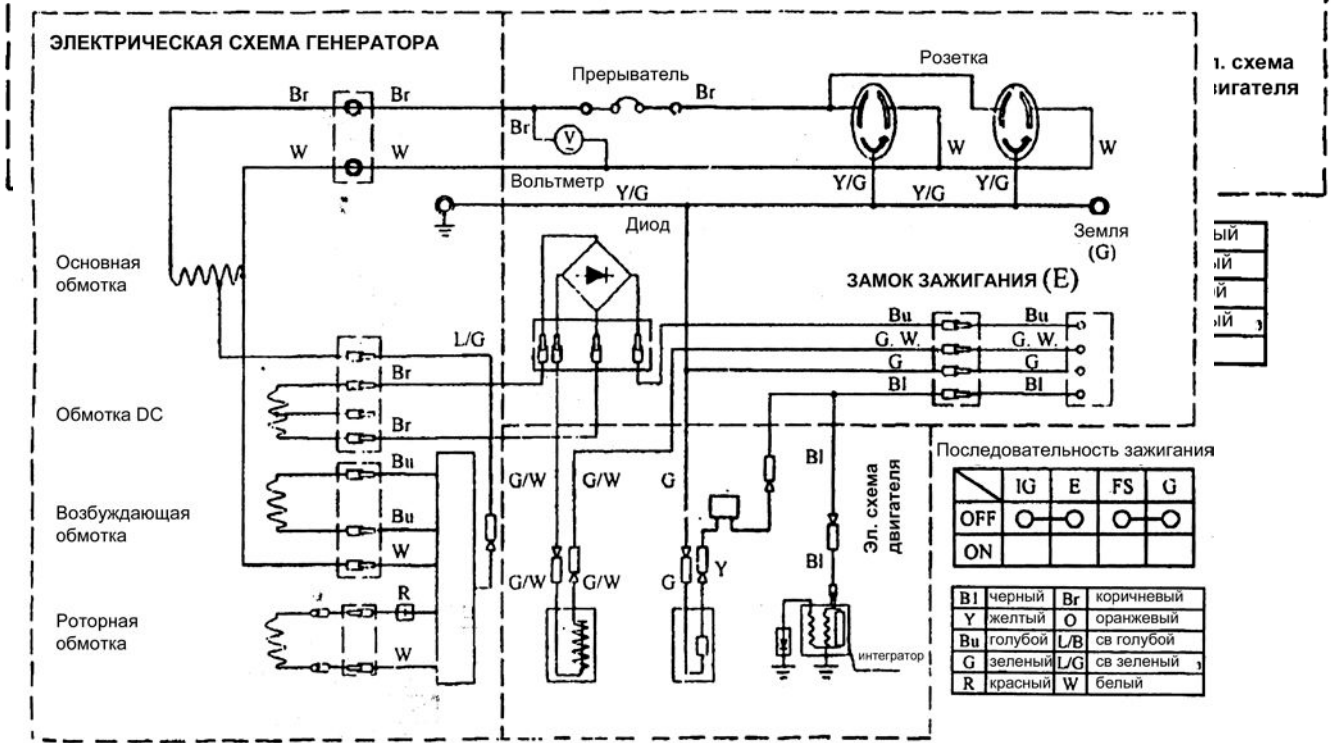 ЭЛЕКТРИЧЕСКАЯ СХЕМА ГЕНЕРАТОРА
Прерыватель
Розетка
схема
Br
Br
Br
Br
V
W
W
W
W
Вольтметр
Y/G
Y/G
Y/G
Y/G
Диод
Земля
(G)
Основная
обмотка
ЗАМОК ЗАЖИГАНИЯ (E)
Bu
Bu
G. W.
G. W.
G
G
Bl
Bl
L/G
Br
Обмотка DC
Br
Bu
Возбуждающая
обмотка
Bu
W
R
Роторная
обмотка
W
G/W
G/W
G
Bl
Эл. схема
двигателя
G/W
G/W
G
Y
Bl
интегратор
Последовательность зажигания
IG E FS G
OFF
ON
Bl черный Br коричневый
Y желтый O оранжевый
Bu голубой L/B св голубой
G зеленый L/G св зеленый
R красный W белый